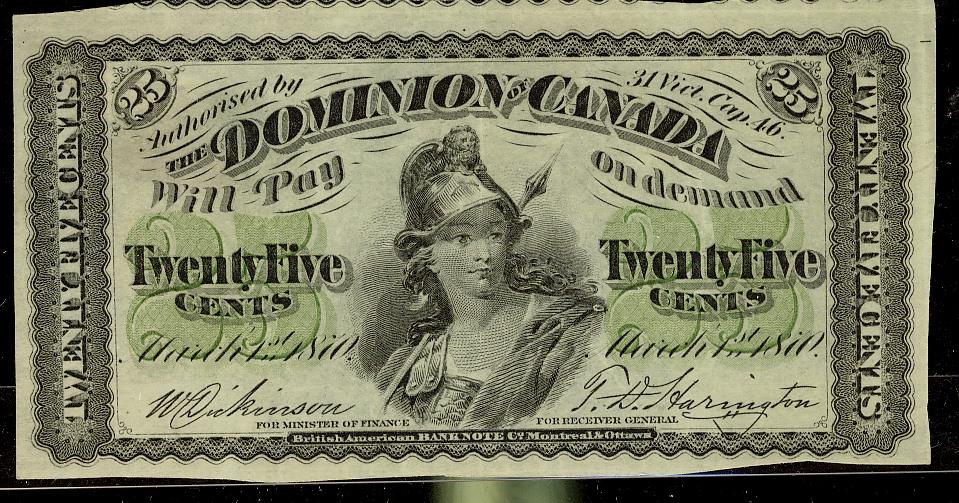 25 25
Authorised by 31 Vict. Cap. 46.
THE DOMINION OF CANADA
Will Pay on demand
TWENTY FIVE CENTS
TWENTY FIVE CENTS
25 25
Twenty Five Twenty Five
CENTS CENTS
March 1st 1870. March 1st 1870.
W Dickinson T. D. Harington
FOR MINISTER OF FINANCE FOR RECEIVER GENERAL
British American BANK NOTE Co. Montreal & Ottawa